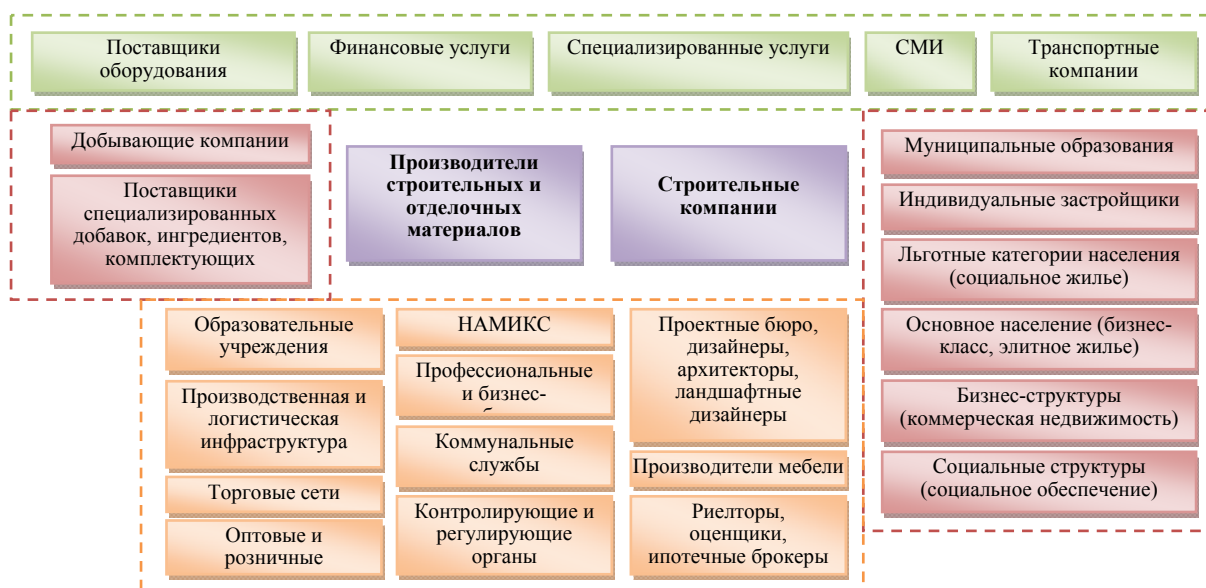 Поставщики
оборудования
Финансовые услуги
Специализированные услуги
СМИ
Транспортные
компании
Добывающие компании
Поставщики
специализированных
добавок, ингредиентов,
комплектующих
Производители
строительных и
отделочных
материалов
Строительные
компании
Муниципальные образования
Индивидуальные застройщики
Льготные категории населения
(социальное жилье)
Основное население (бизнес-
класс, элитное жилье)
Бизнес-структуры
(коммерческая недвижимость)
Социальные структуры
(социальное обеспечение)
Образовательные
учреждения
Производственная и
логистическая
инфраструктура
Торговые сети
Оптовые и
розничные
НАМИКС
Профессиональные
и бизнес-
Коммунальные
службы
Контролирующие и
регулирующие
органы
Проектные бюро,
дизайнеры,
архитекторы,
ландшафтные
дизайнеры
Производители мебели
Риелторы,
оценщики,
ипотечные брокеры